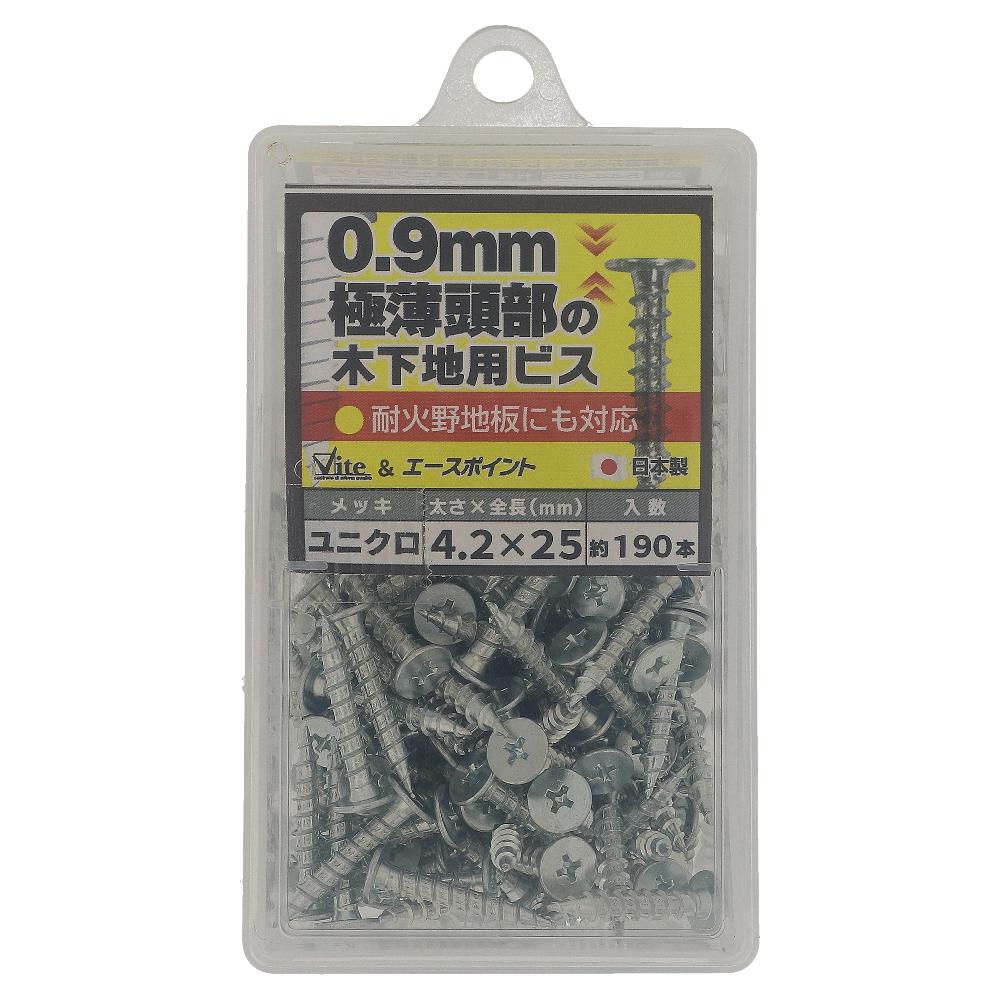 0.9mm
極薄頭部の
木下地用ビス
耐火野地板にも対応
Vite & エースポイント 日本製
メッキ 太さ×全長(mm) 入数
ユニクロ 4.2×25 約190本